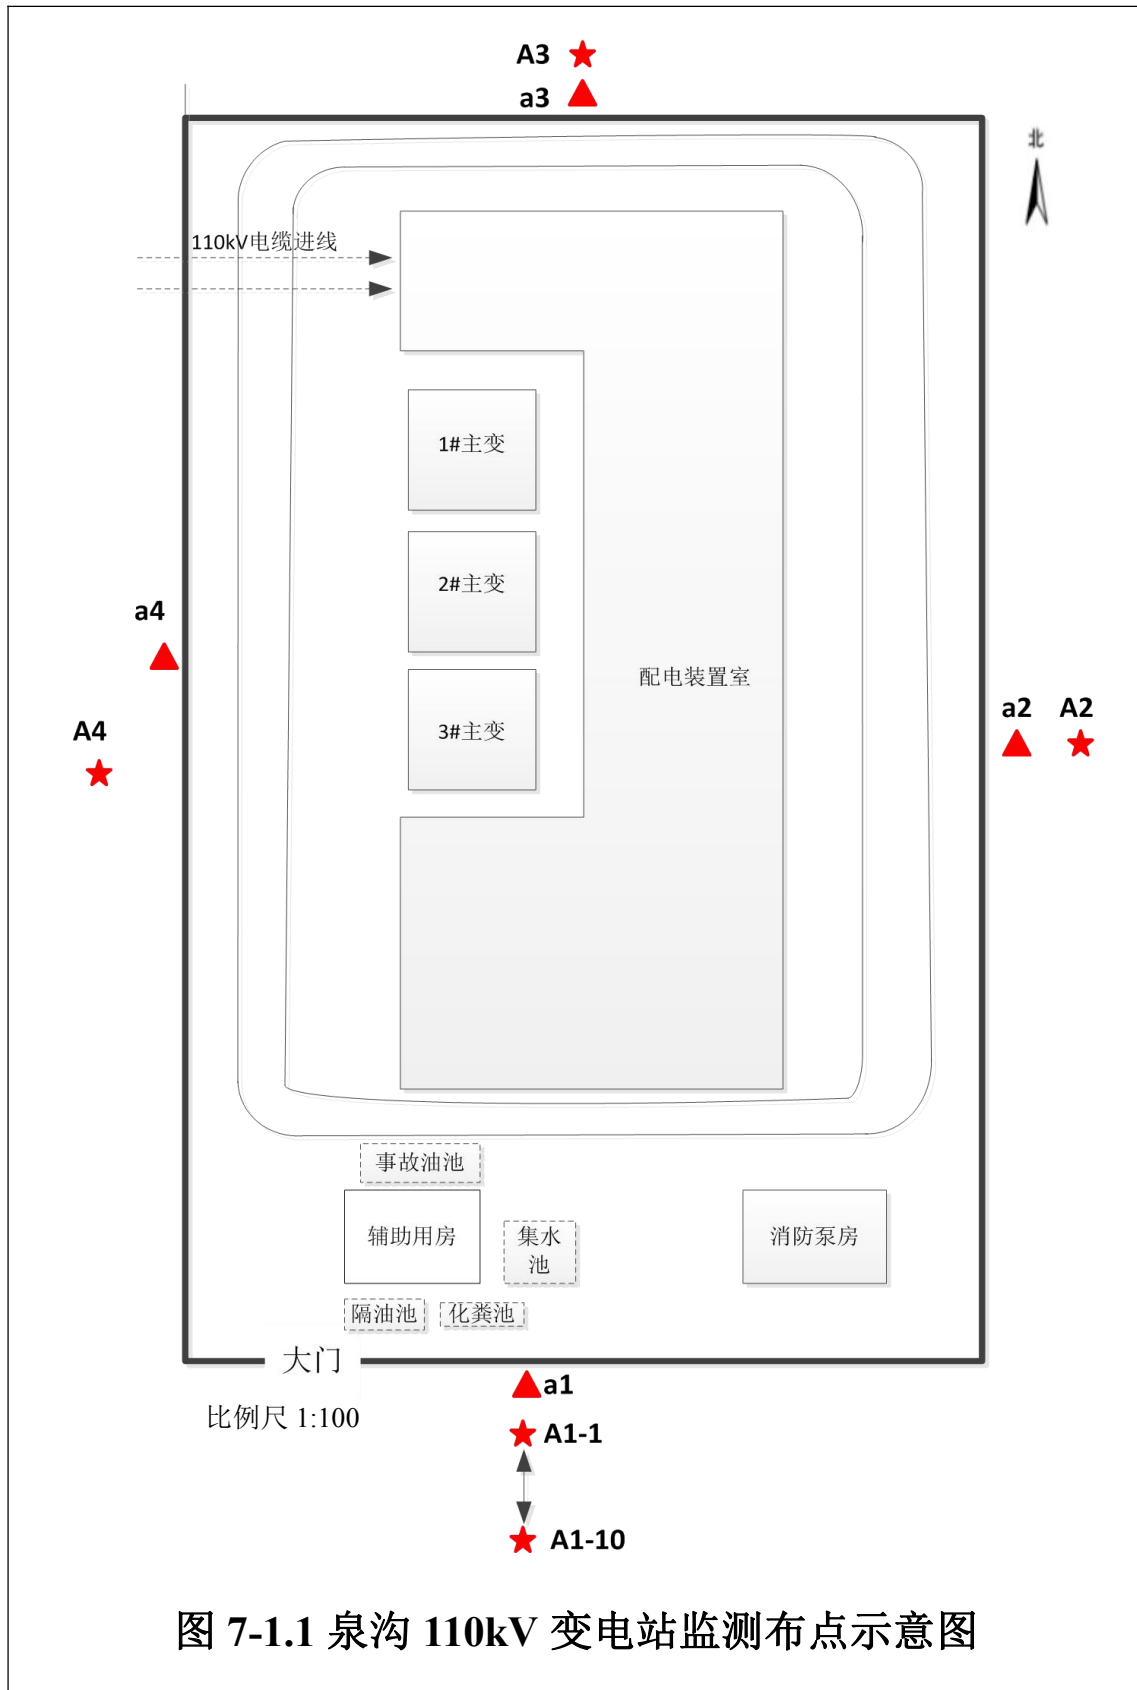 A3
a3
北
110kV电缆进线
1#主变
2#主变
a4
配电装置室
a2 A2
A4
3#主变
事故油池
辅助用房
集水
池
消防泵房
隔油池 化粪池
大门
a1
比例尺 1:100
A1-1
A1-10
图 7-1.1 泉沟 110kV 变电站监测布点示意图